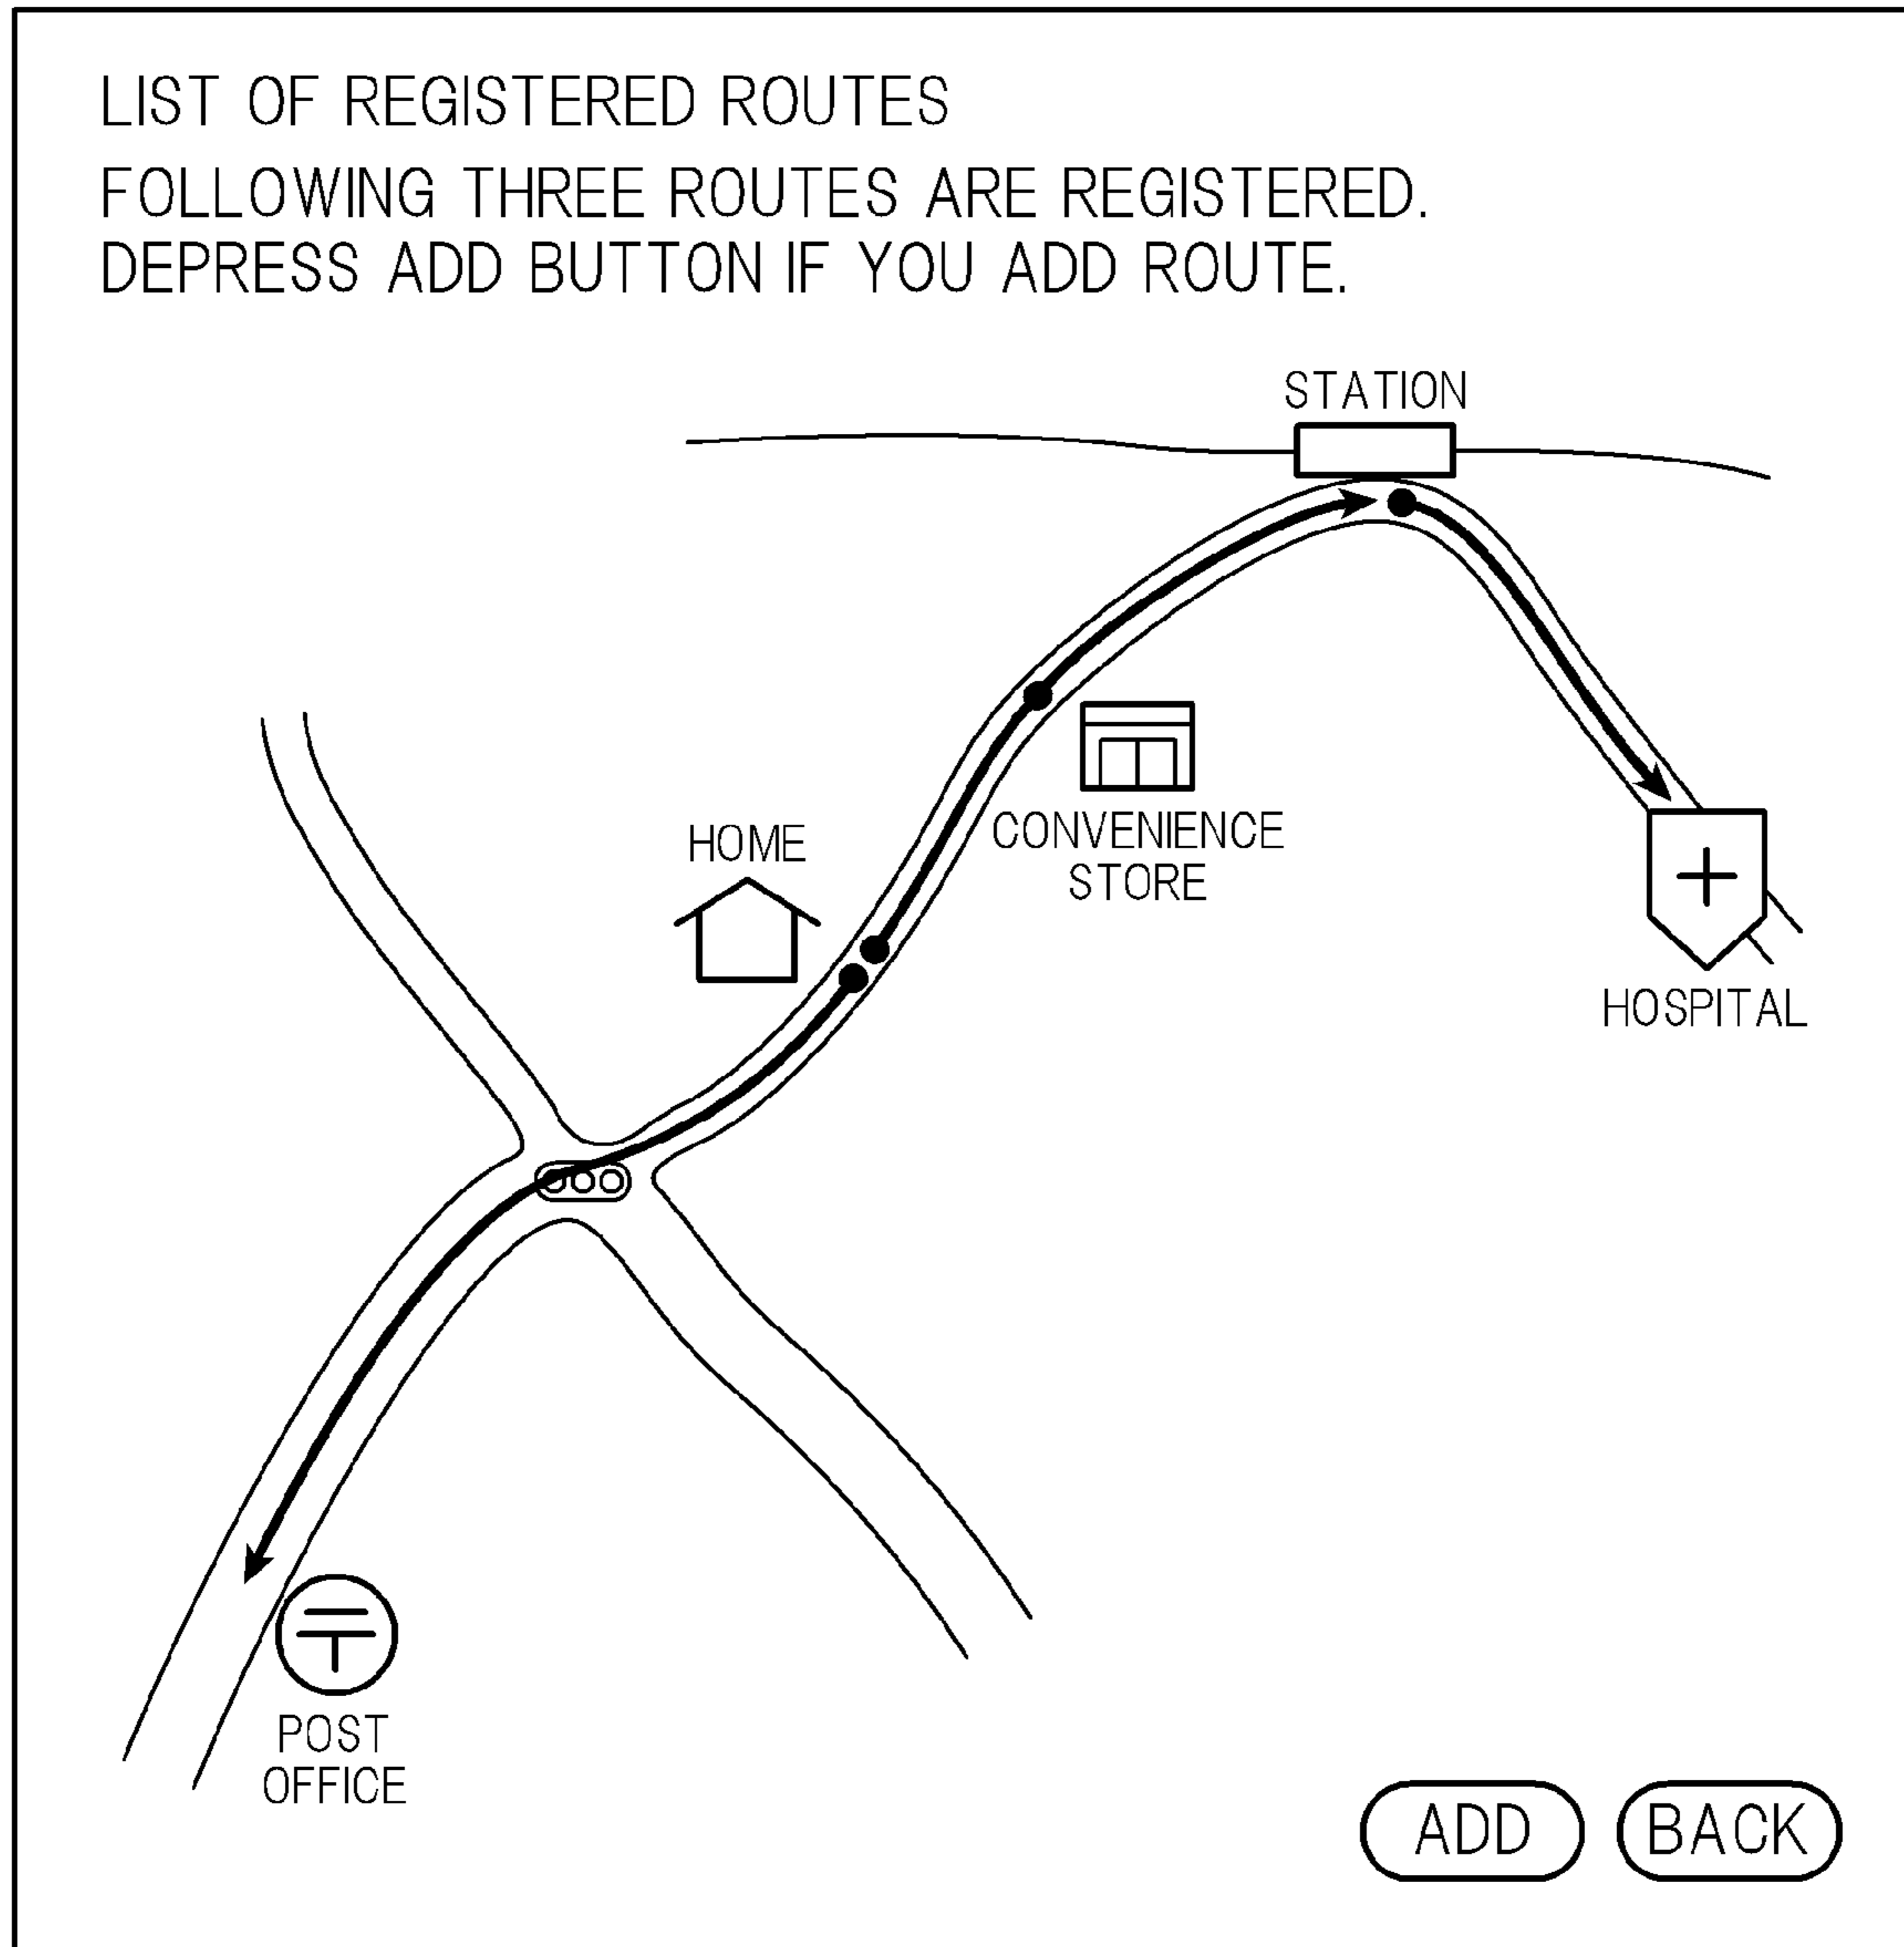 LIST OF REGISTERED ROUTES
FOLLOWING THREE ROUTES ARE REGISTERED.
DEPRESS ADD BUTTON IF YOU ADD ROUTE.
STATION
HOME
CONVENIENCE
STORE
HOSPITAL
POST
OFFICE
ADD
BACK